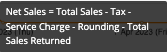 Net Sales = Total Sales - Tax -
Service Charge - Rounding - Total
Sales Returned